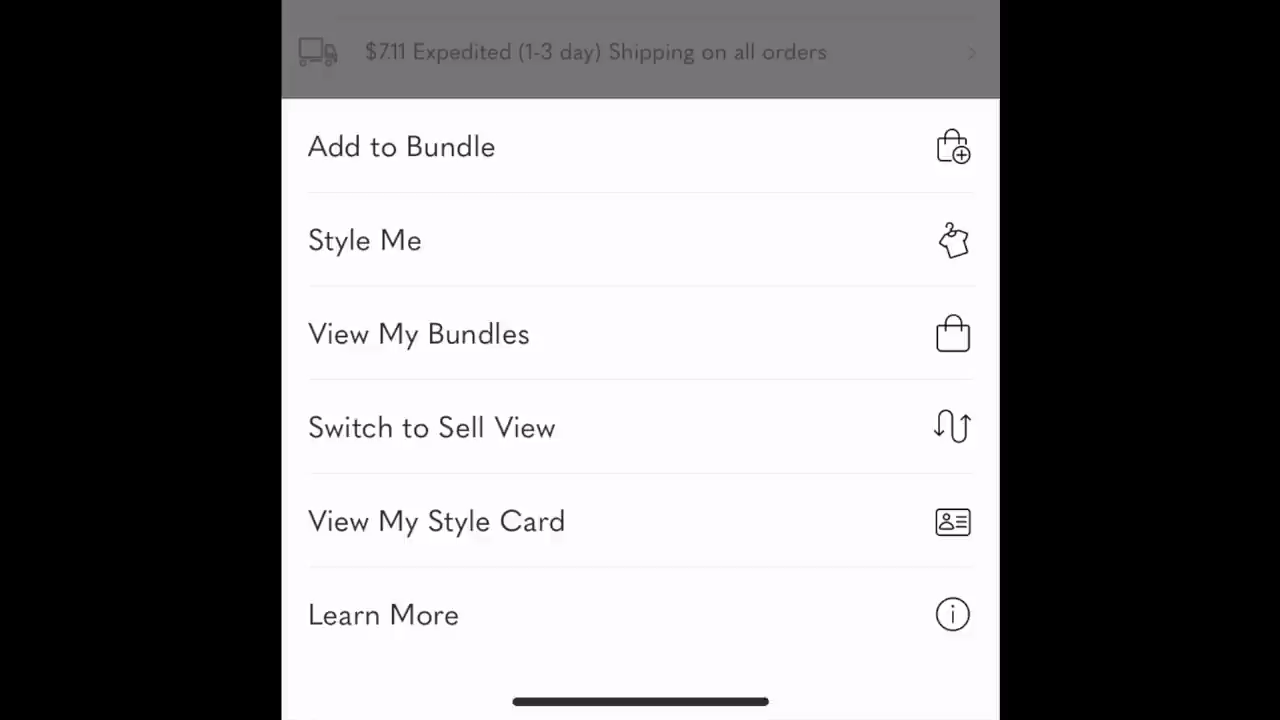 $7.11 Expedited (1-3 day) Shipping on all orders
Add to Bundle
Style Me
View My Bundles
Switch to Sell View
View My Style Card
Learn More